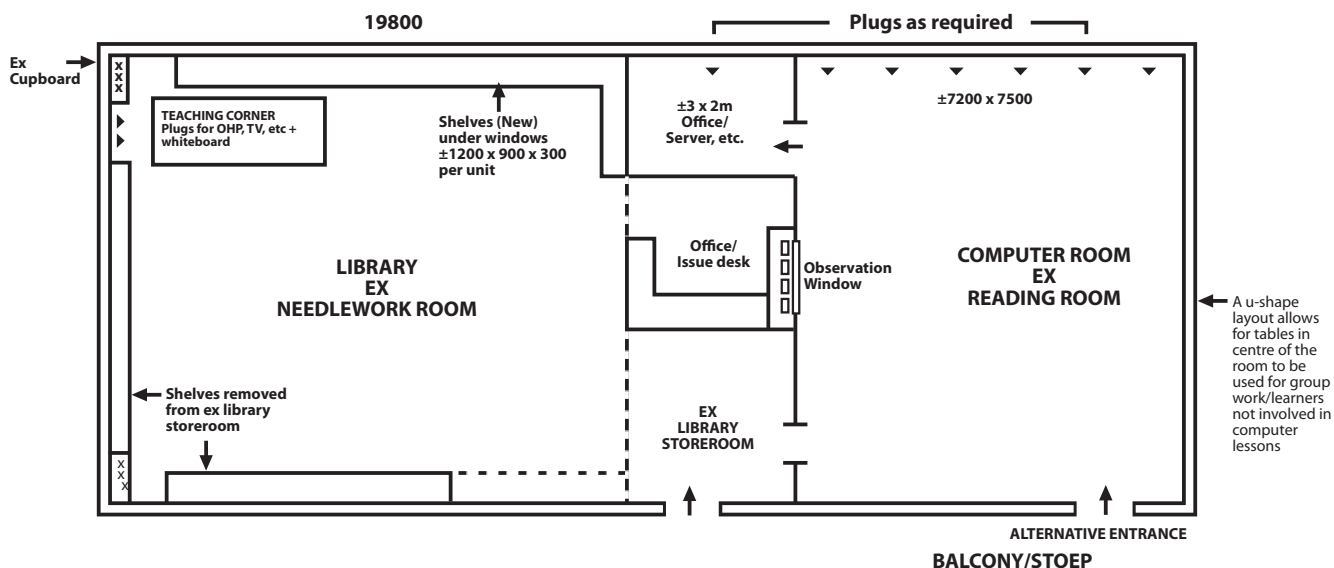 19800
Plugs as required
Ex
Cupboard
x
x
x
TEACHING CORNER
Plugs for OHP, TV, etc +
whiteboard
Shelves (New)
under windows
±1200 x 900 x 300
per unit
±3 x 2m
Office/
Server, etc.
±7200 x 7500
LIBRARY
EX
NEEDLEWORK ROOM
Office/
Issue desk
Observation
Window
COMPUTER ROOM
EX
READING ROOM
A u-shape
layout allows
for tables in
centre of the
room to be
used for group
work/learners
not involved in
computer
lessons
Shelves removed
from ex library
storeroom
EX
LIBRARY
STOREROOM
x
x
x
ALTERNATIVE ENTRANCE
BALCONY/STOEP